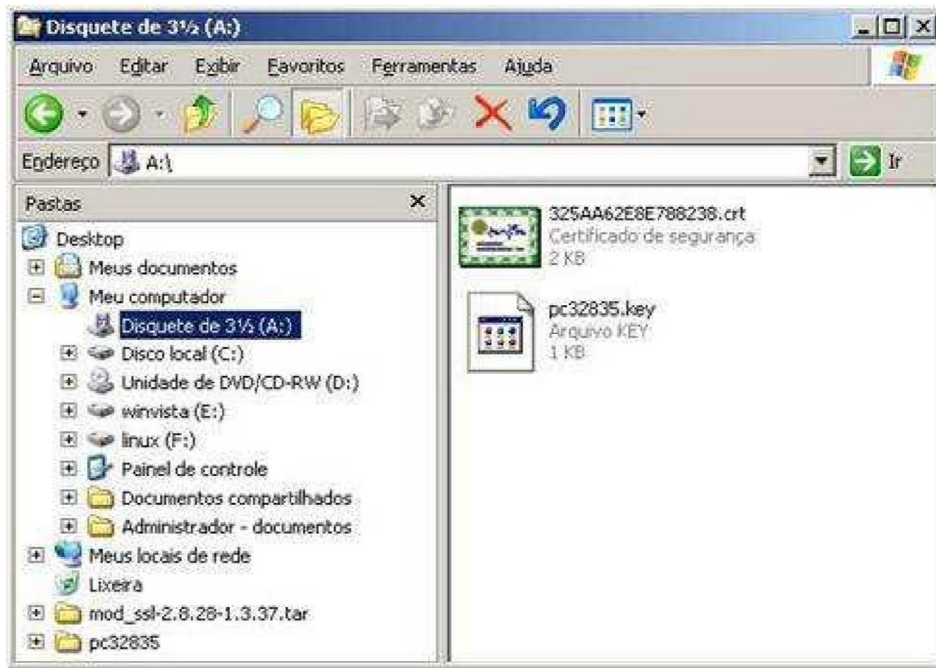 Disquete de 3½ (A:)
Arquivo Editar Exibir Favoritos Ferramentas Ajuda
Endereço A:\ Ir
Pastas
Desktop
Meus documentos
Meu computador
Disquete de 3½ (A:)
Disco local (C:)
Unidade de DVD/CD-RW (D:)
winvista (E:)
linux (F:)
Painel de controle
Documentos compartilhados
Administrador - documentos
Meus locais de rede
Lixeira
mod_ssl-2.8.28-1.3.37.tar
pc32835
325AA62E8E788238.crt
Certificado de segurança
2 KB
pc32835.key
Arquivo KEY
1 KB